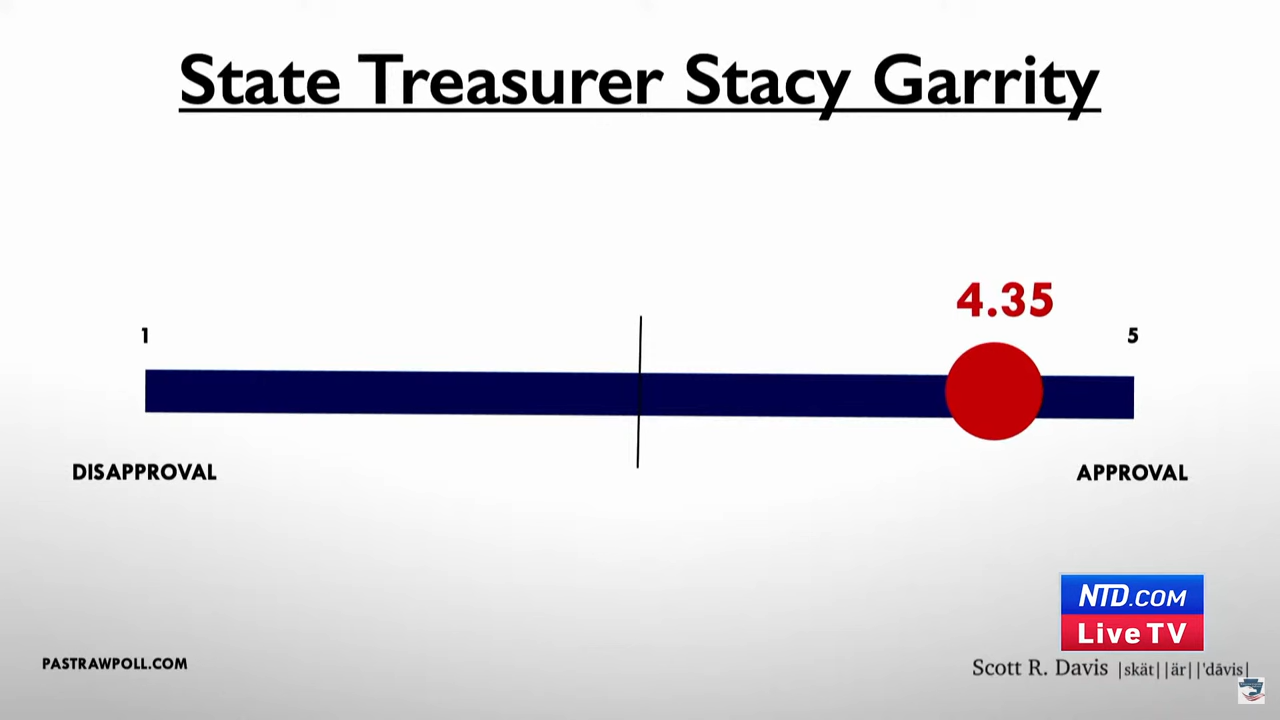 State Treasurer Stacy Garrity
4.35
1
5
DISAPPROVAL
APPROVAL
NTD.COM
Live TV
PASTRAWPOLL.COM
Scott R. Davis |skät||är||'dāvis|